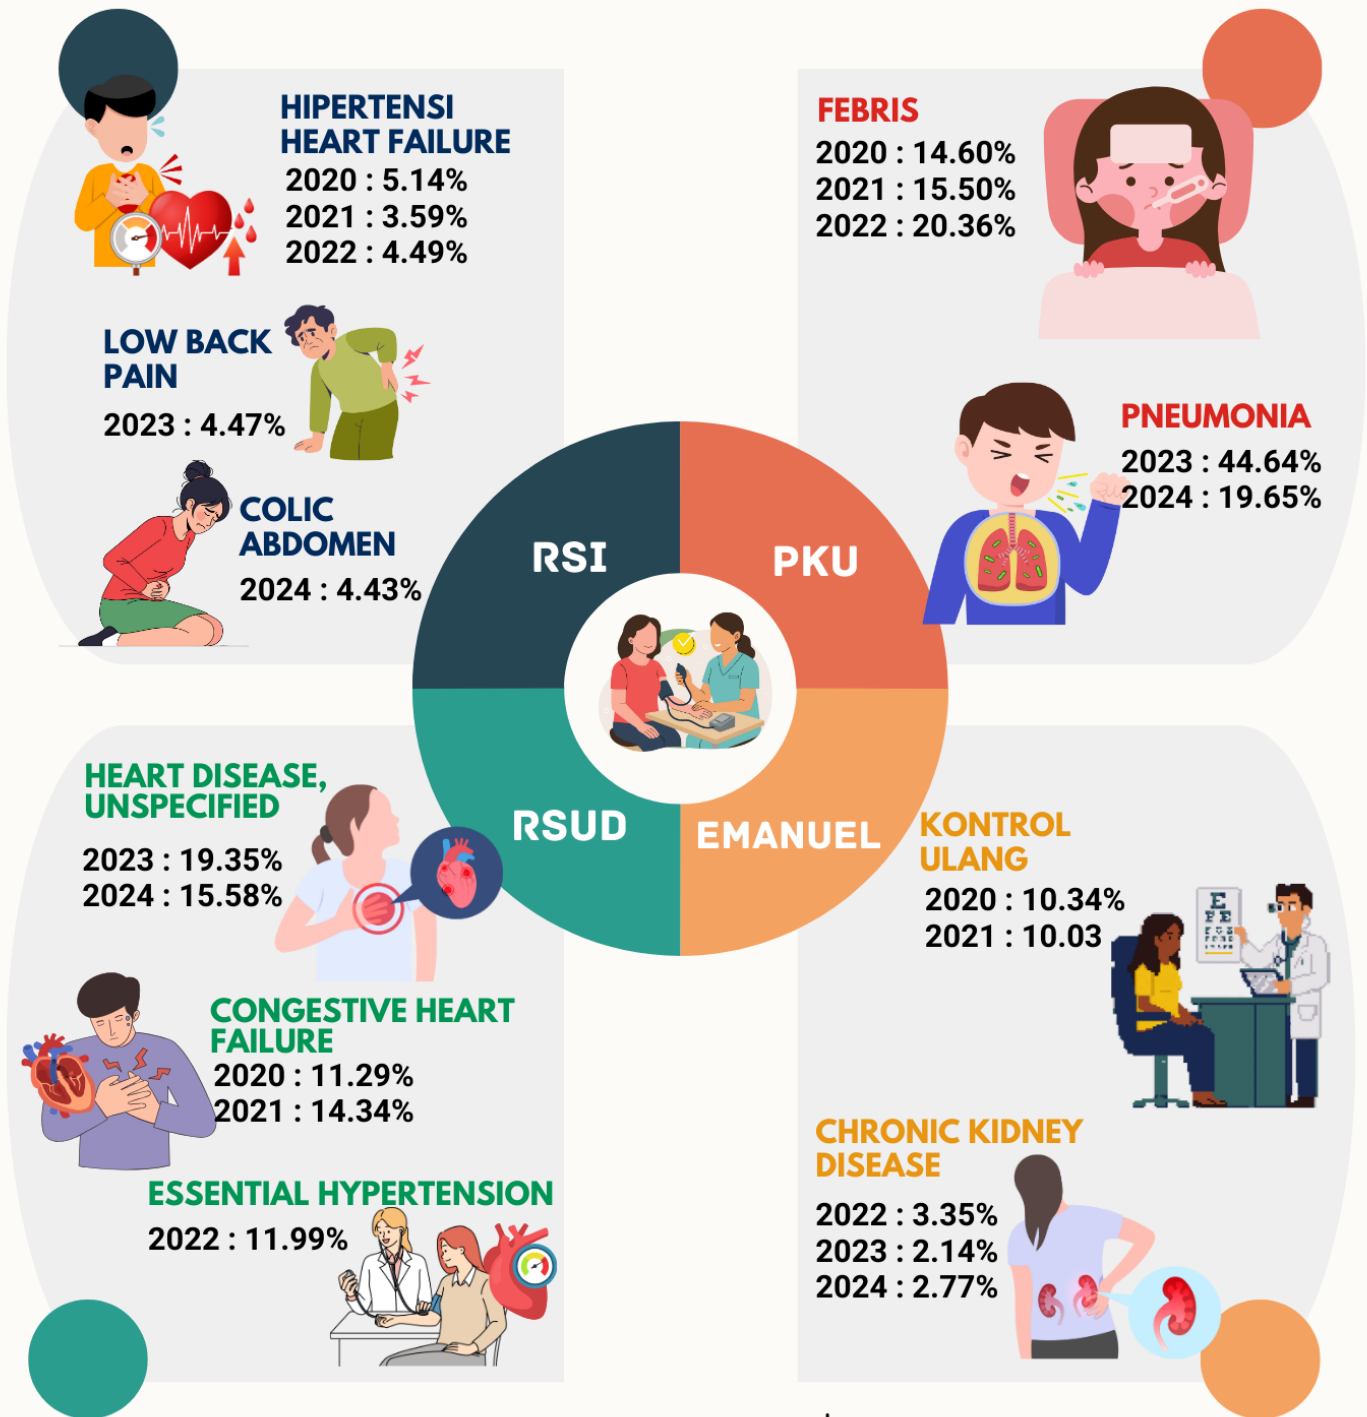 HIPERTENSI
HEART FAILURE
2020 : 5.14%
2021 : 3.59%
2022 : 4.49%
LOW BACK
PAIN
2023 : 4.47%
COLIC
ABDOMEN
2024 : 4.43%
FEBRIS
2020 : 14.60%
2021 : 15.50%
2022 : 20.36%
PNEUMONIA
2023 : 44.64%
2024 : 19.65%
RSI
PKU
RSUD
EMANUEL
HEART DISEASE,
UNSPECIFIED
2023 : 19.35%
2024 : 15.58%
CONGESTIVE HEART
FAILURE
2020 : 11.29%
2021 : 14.34%
ESSENTIAL HYPERTENSION
2022 : 11.99%
KONTROL
ULANG
2020 : 10.34%
2021 : 10.03
E
FE
CHRONIC KIDNEY
DISEASE
2022 : 3.35%
2023 : 2.14%
2024 : 2.77%